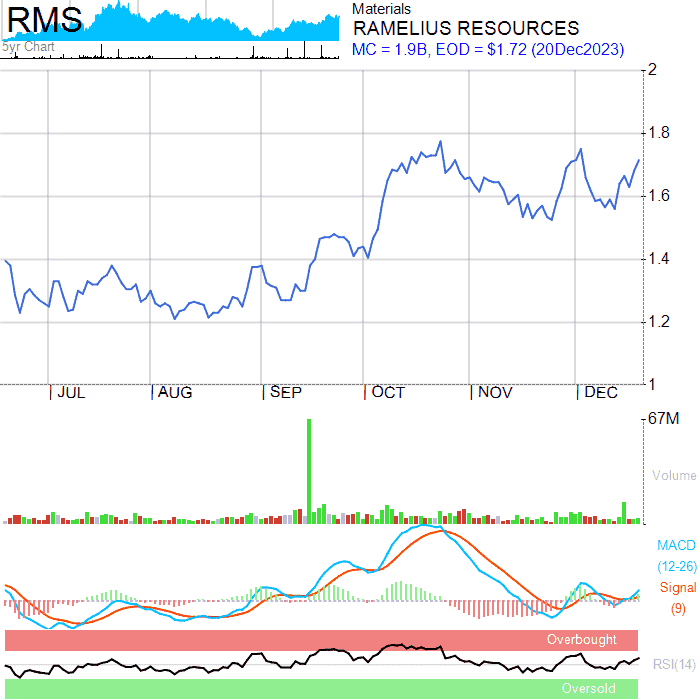 RMS
5yr Chart
Materials
RAMELIUS RESOURCES
MC = 1.9B, EOD = $1.72 (20Dec2023)
2
1.8
1.6
1.4
1.2
1
JUL AUG SEP OCT NOV DEC
67M
Volume
MACD
(12-26)
Signal
(9)
Overbought
RSI(14)
Oversold